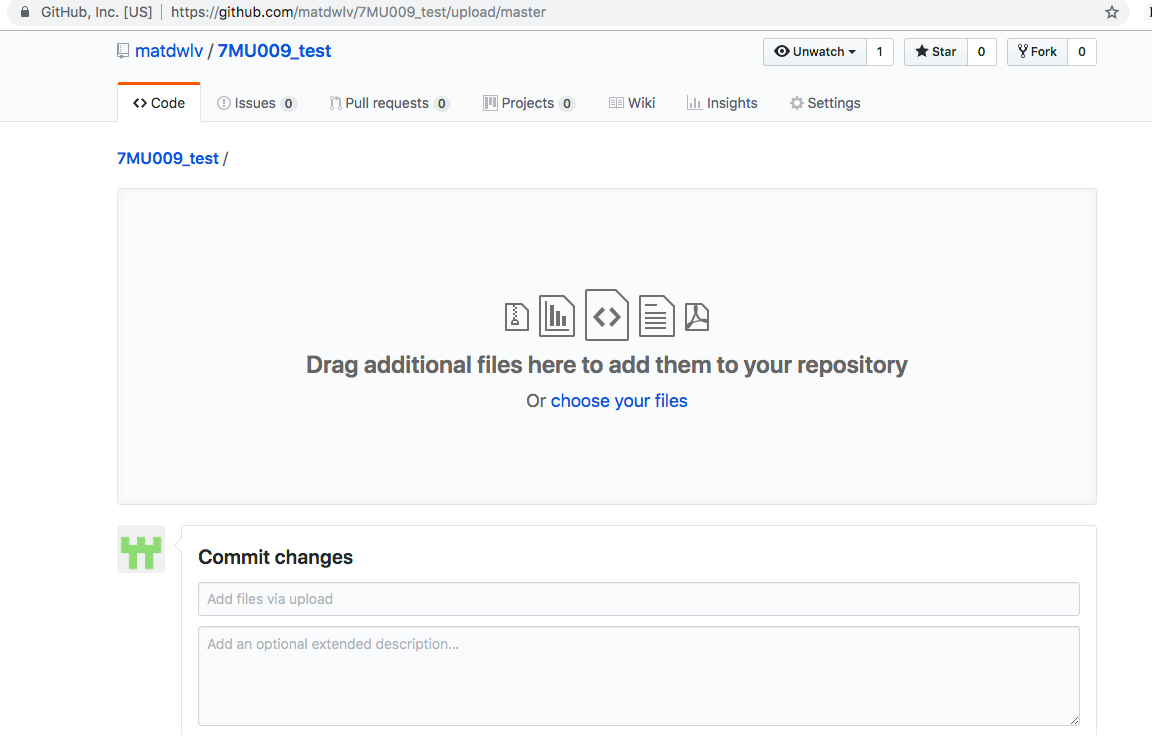 GitHub, Inc. [US] | https://github.com/matdwlv/7MU009_test/upload/master
matdwlv / 7MU009_test
Unwatch 1 Star 0 Fork 0
Code Issues 0 Pull requests 0 Projects 0 Wiki Insights Settings
7MU009_test /
Drag additional files here to add them to your repository
Or choose your files
Commit changes
Add files via upload
Add an optional extended description...